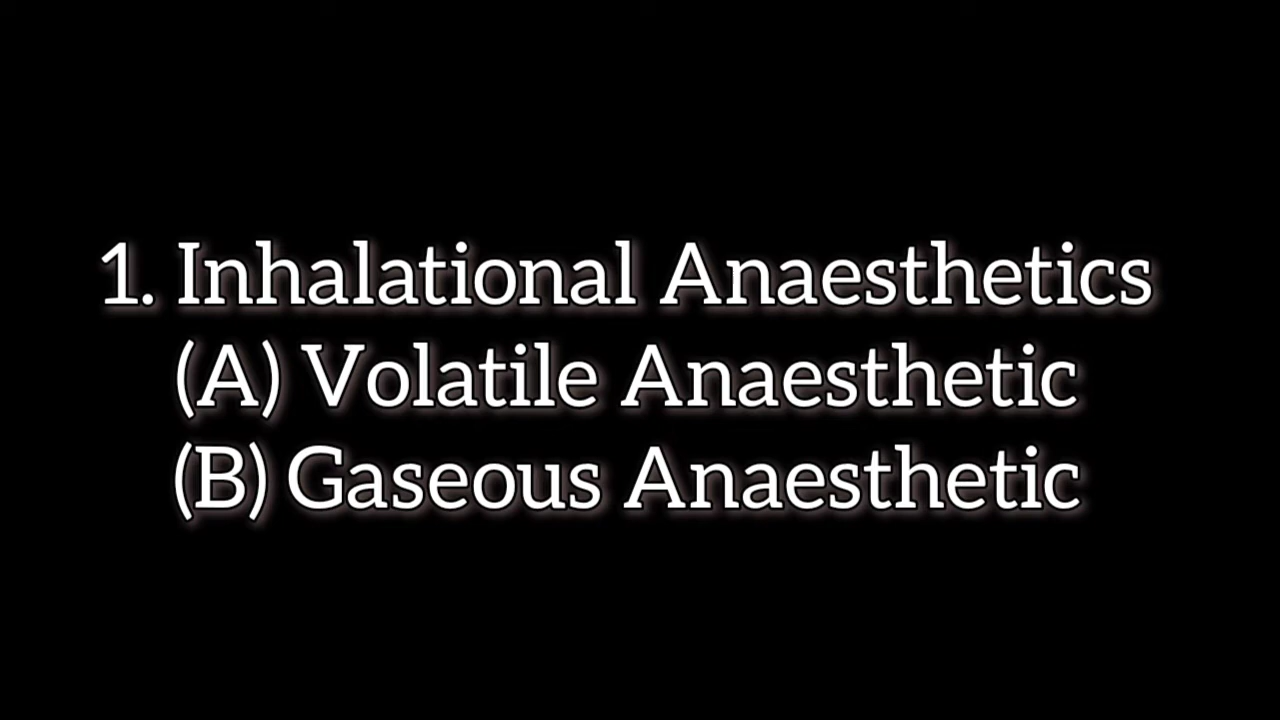 1. Inhalational Anaesthetics
(A) Volatile Anaesthetic
(B) Gaseous Anaesthetic